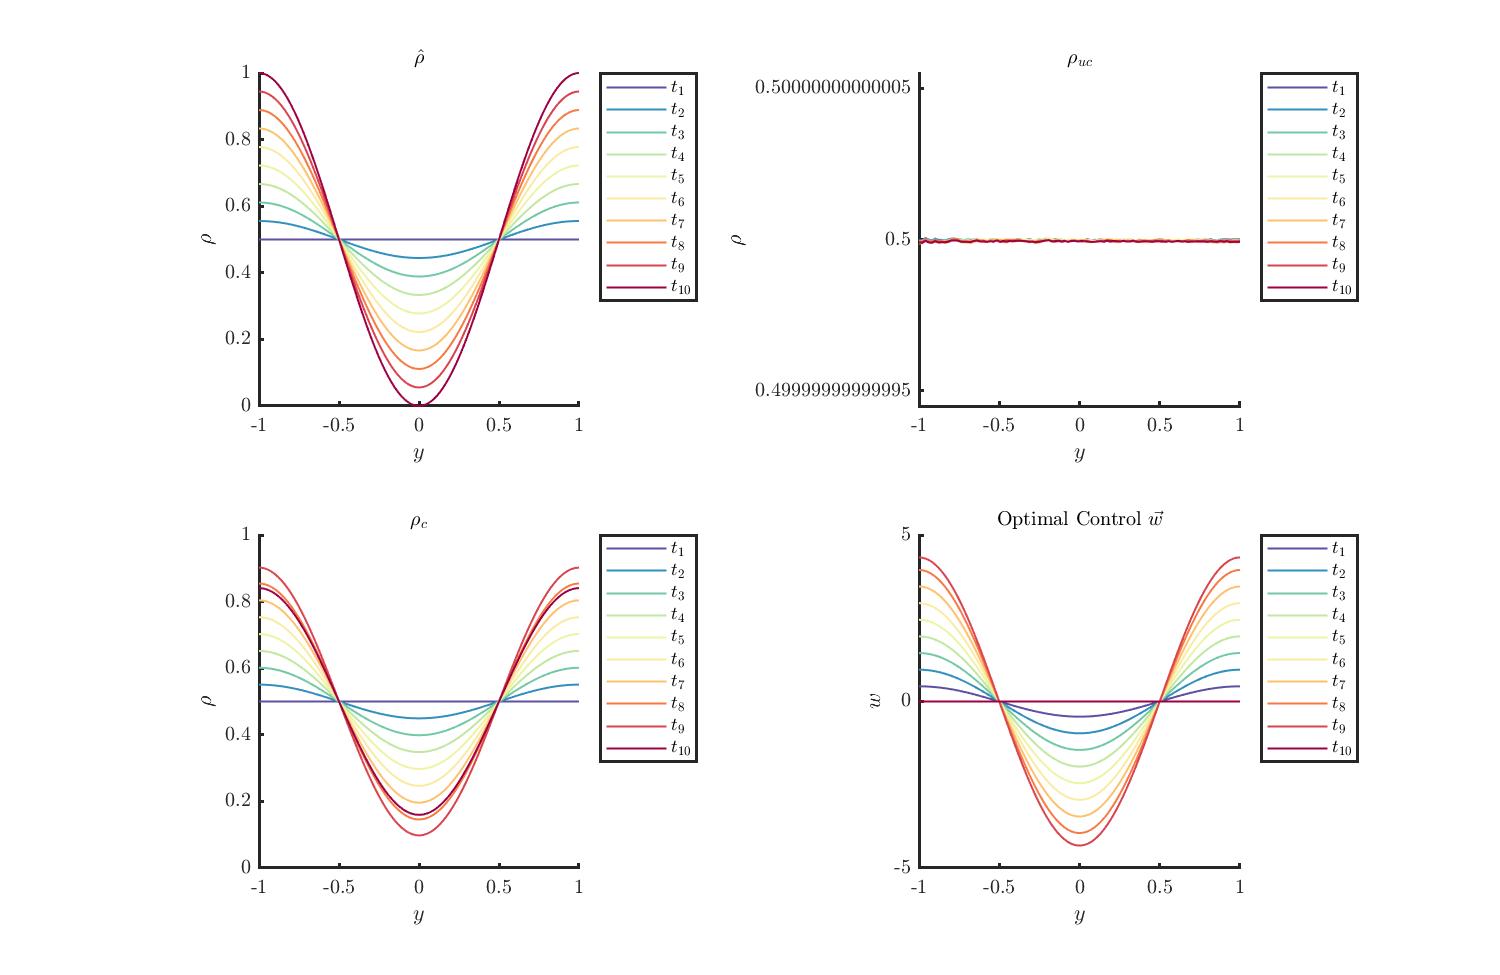 ρ̂
1
0.8
0.6
0.4
0.2
0
ρ
-1 -0.5 0 0.5 1
y
t₁
t₂
t₃
t₄
t₅
t₆
t₇
t₈
t₉
t₁₀
ρ_uc
0.50000000000005
0.5
0.49999999999995
ρ
-1 -0.5 0 0.5 1
y
t₁
t₂
t₃
t₄
t₅
t₆
t₇
t₈
t₉
t₁₀
ρ_c
1
0.8
0.6
0.4
0.2
0
ρ
-1 -0.5 0 0.5 1
y
t₁
t₂
t₃
t₄
t₅
t₆
t₇
t₈
t₉
t₁₀
Optimal Control w⃗
5
0
-5
w
-1 -0.5 0 0.5 1
y
t₁
t₂
t₃
t₄
t₅
t₆
t₇
t₈
t₉
t₁₀